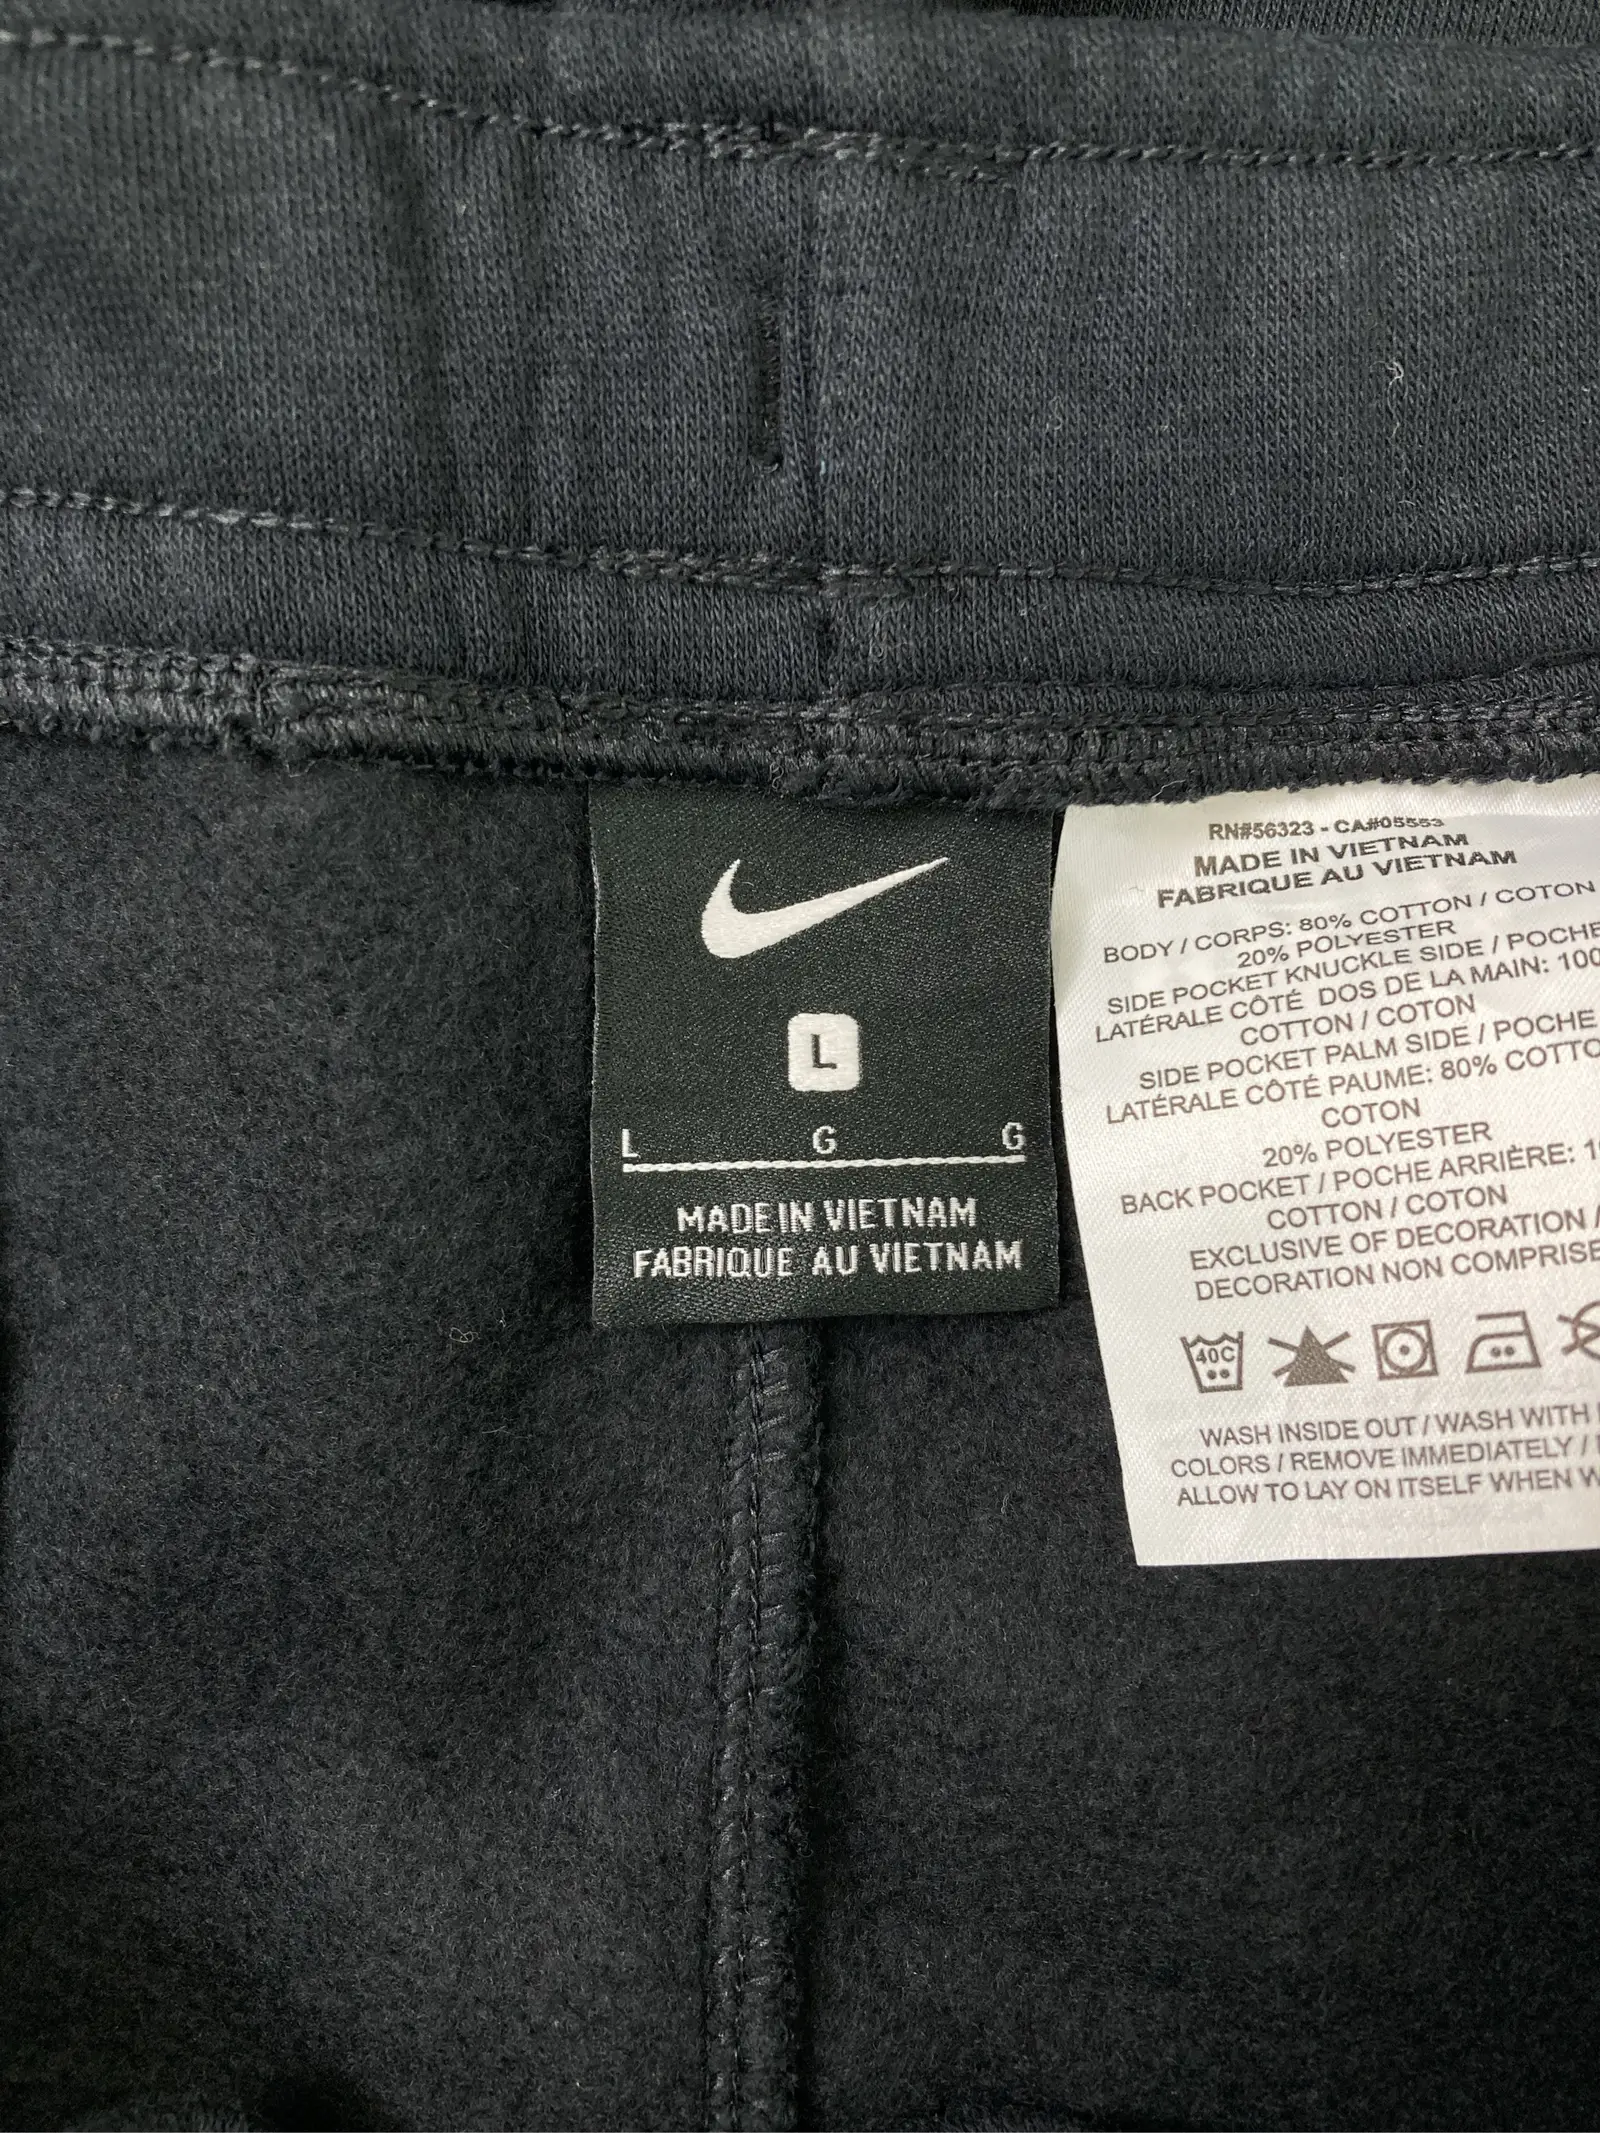 L
L G G
MADE IN VIETNAM
FABRIQUE AU VIETNAM
RN#56323 - CA#05553
MADE IN VIETNAM
FABRIQUE AU VIETNAM
BODY / CORPS: 80% COTTON / COTON
20% POLYESTER
SIDE POCKET KNUCKLE SIDE / POCHE
LATÉRALE CÔTÉ DOS DE LA MAIN: 100
COTTON / COTON
SIDE POCKET PALM SIDE / POCHE
LATÉRALE CÔTÉ PAUME: 80% COTTO
COTON
20% POLYESTER
BACK POCKET / POCHE ARRIÈRE: 1
COTTON / COTON
EXCLUSIVE OF DECORATION /
DECORATION NON COMPRISE
40C
WASH INSIDE OUT / WASH WITH
COLORS / REMOVE IMMEDIATELY /
ALLOW TO LAY ON ITSELF WHEN W